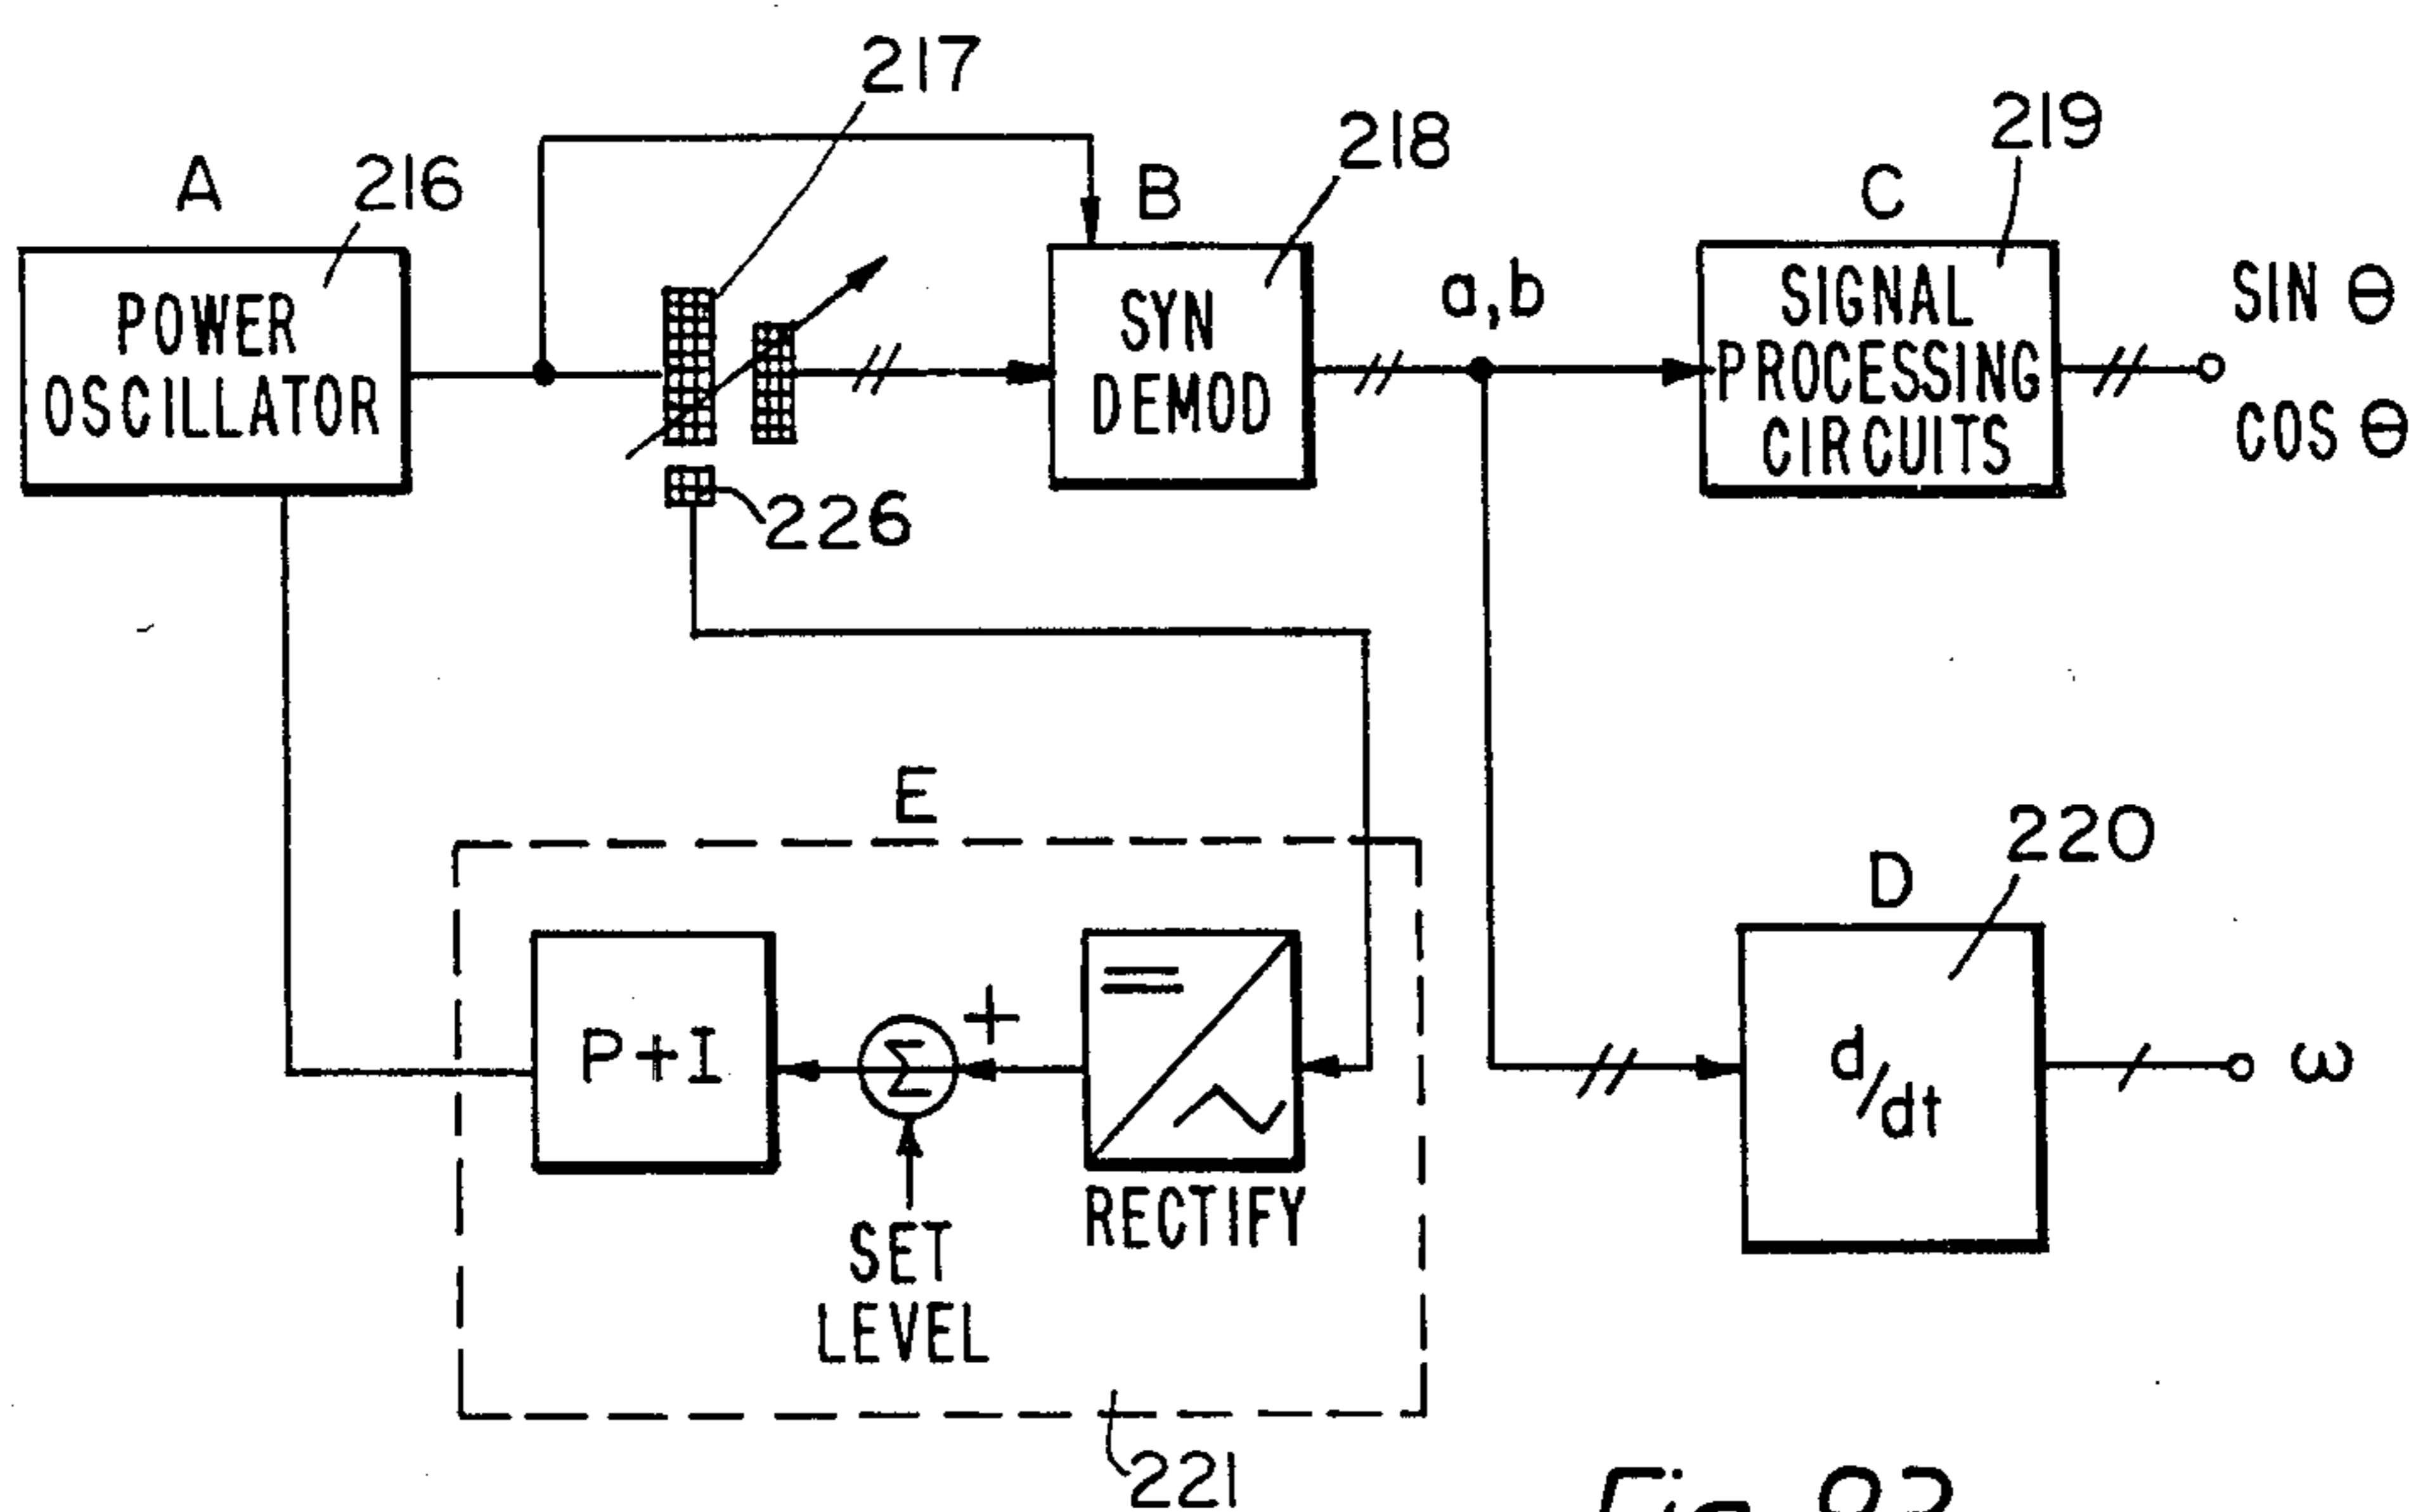 217
A
216
POWER
OSCILLATOR
B
218
SYN
DEMOD
a,b
C
219
SIGNAL
PROCESSING
CIRCUITS
SIN Θ
COS Θ
226
E
P+I
Σ
+
SET
LEVEL
RECTIFY
221
D
220
d/dt
ω